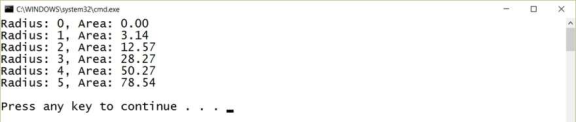 C:\WINDOWS\system32\cmd.exe
Radius: 0, Area: 0.00
Radius: 1, Area: 3.14
Radius: 2, Area: 12.57
Radius: 3, Area: 28.27
Radius: 4, Area: 50.27
Radius: 5, Area: 78.54
Press any key to continue . . .